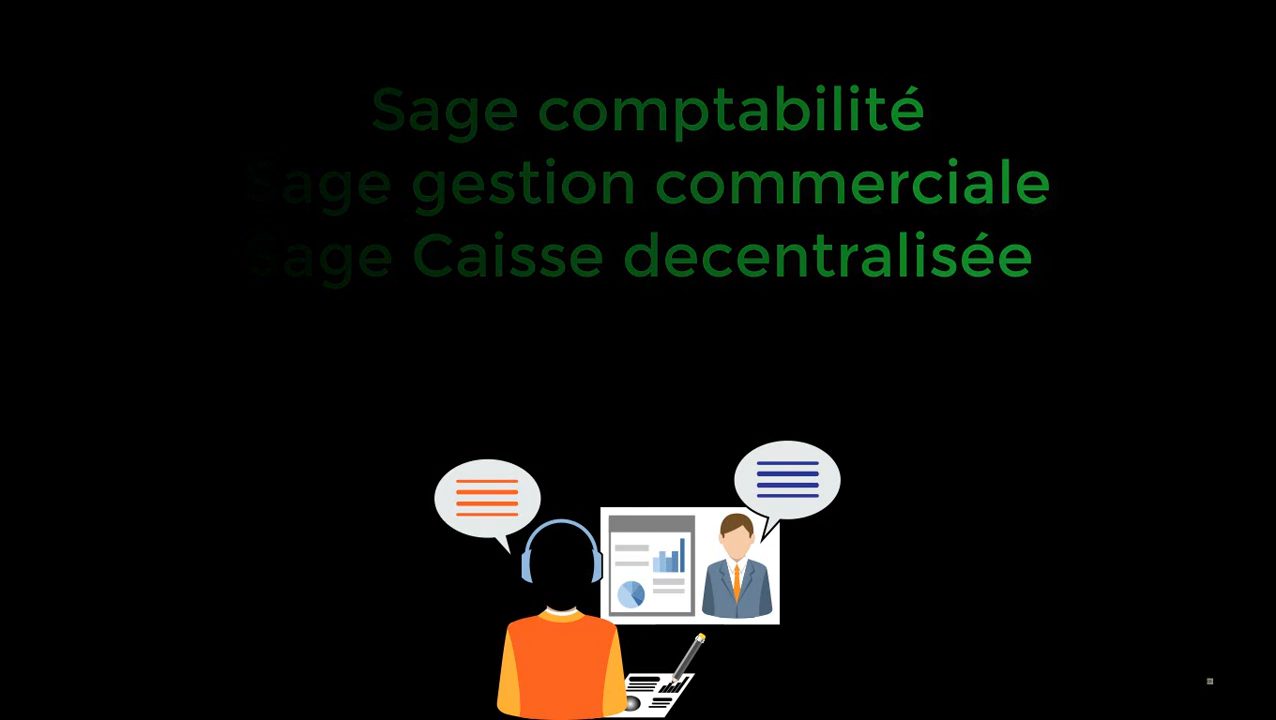 Sage comptabilité
Sage gestion commerciale
Sage Caisse decentralisée